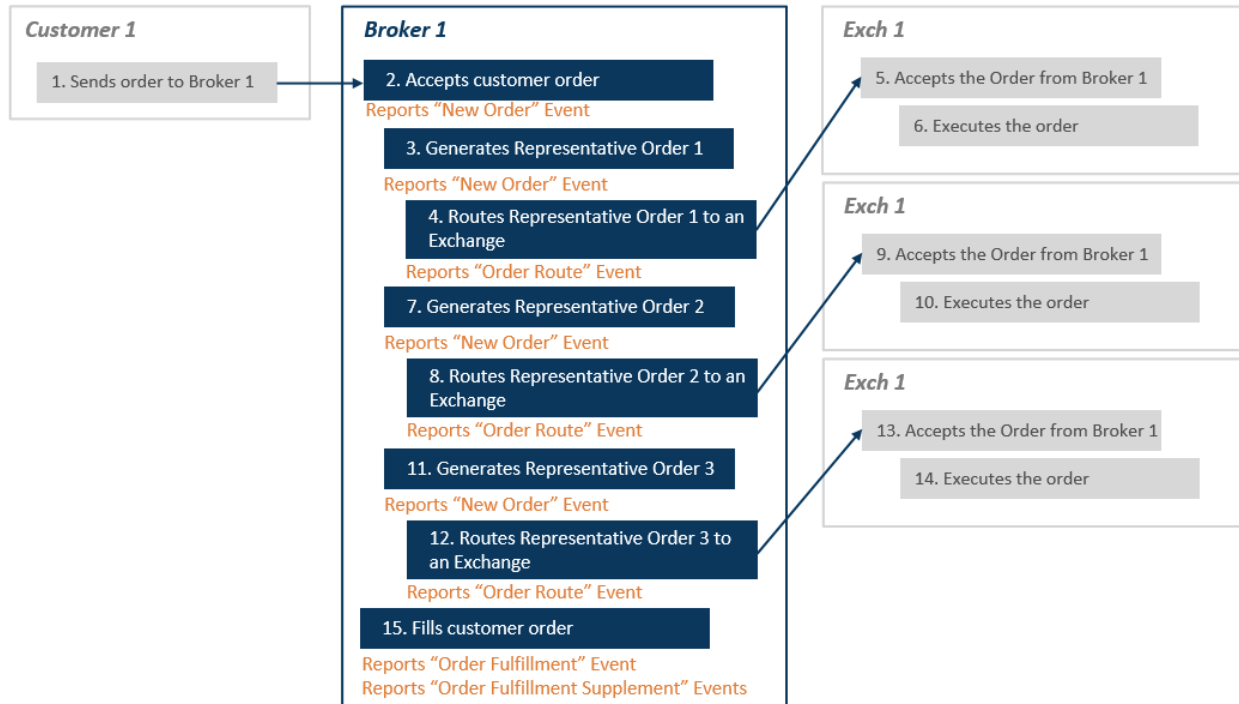 Customer 1
1. Sends order to Broker 1
Broker 1
2. Accepts customer order
Reports “New Order” Event
3. Generates Representative Order 1
Reports “New Order” Event
4. Routes Representative Order 1 to an
Exchange
Reports “Order Route” Event
Exch 1
5. Accepts the Order from Broker 1
6. Executes the order
7. Generates Representative Order 2
Reports “New Order” Event
8. Routes Representative Order 2 to an
Exchange
Reports “Order Route” Event
Exch 1
9. Accepts the Order from Broker 1
10. Executes the order
11. Generates Representative Order 3
Reports “New Order” Event
12. Routes Representative Order 3 to
an Exchange
Reports “Order Route” Event
Exch 1
13. Accepts the Order from Broker 1
14. Executes the order
15. Fills customer order
Reports “Order Fulfillment” Event
Reports “Order Fulfillment Supplement” Events